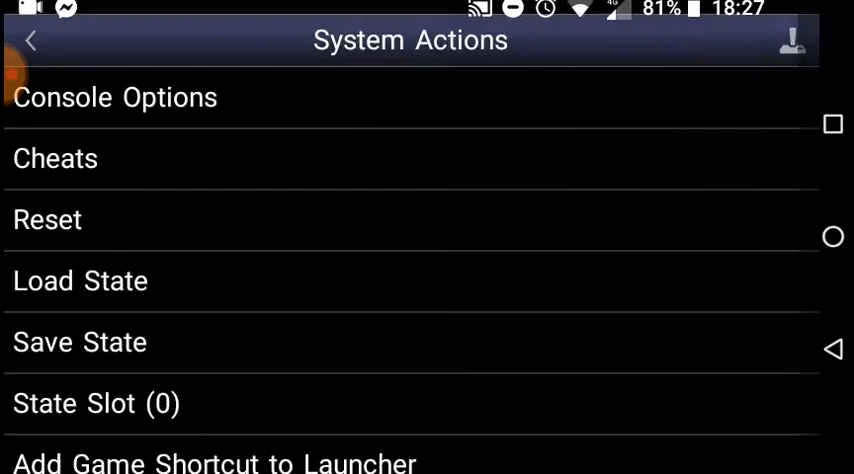 4G 81% 18:27
System Actions
Console Options
Cheats
Reset
Load State
Save State
State Slot (0)
Add Game Shortcut to Launcher